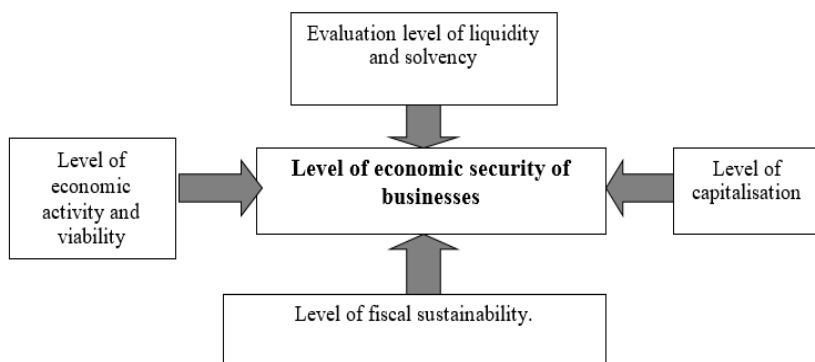 Evaluation level of liquidity
and solvency
Level of
economic
activity and
viability
Level of economic security of
businesses
Level of
capitalisation
Level of fiscal sustainability.